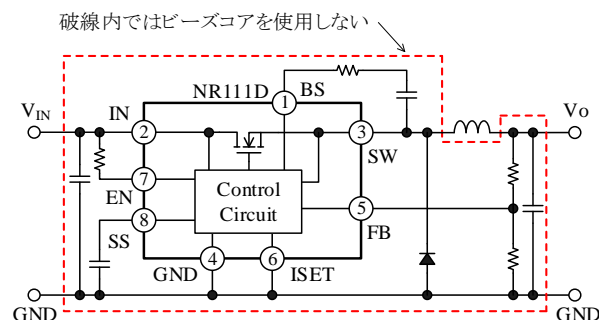 破線内ではビーズコアを使用しない
NR111D
1
BS
VIN
IN
2
3
SW
Vo
7
EN
Control
Circuit
5
FB
8
SS
GND
4
6
ISET
GND
GND